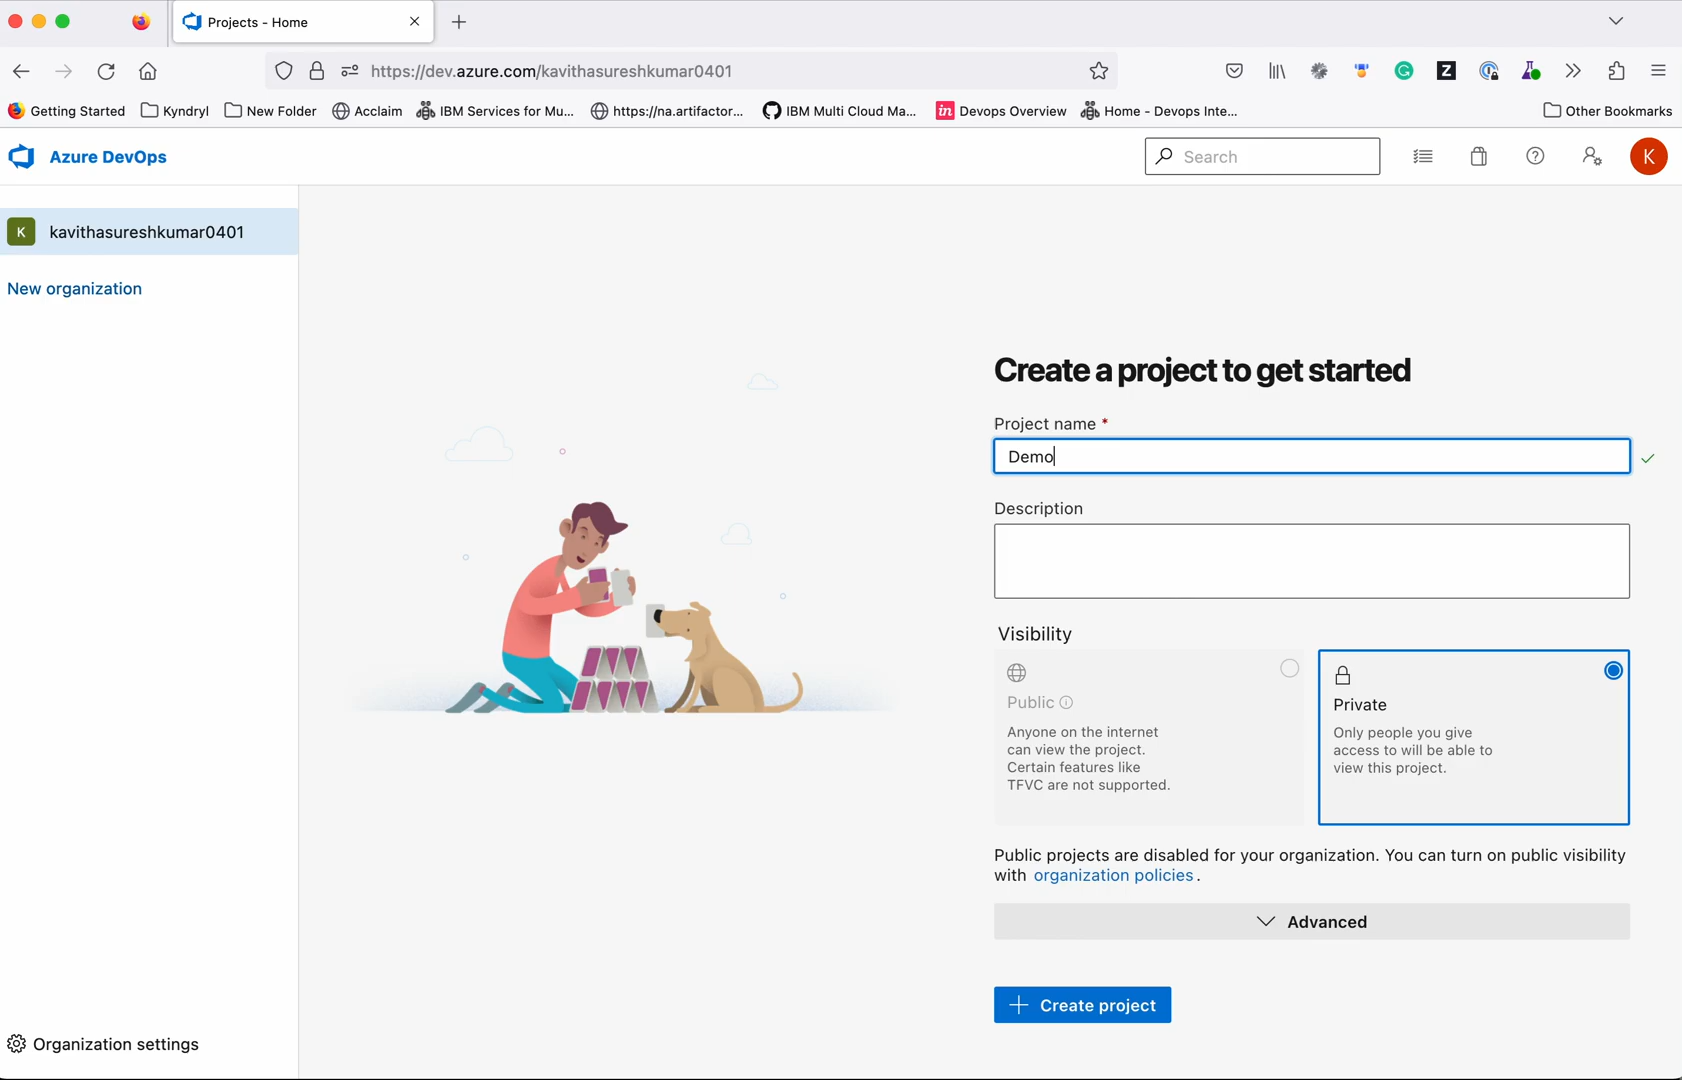 Projects - Home
https://dev.azure.com/kavithasureshkumar0401
Getting Started Kyndryl New Folder Acclaim IBM Services for Mu... https://na.artifactor... IBM Multi Cloud Ma... in Devops Overview Home - Devops Inte... Other Bookmarks
Azure DevOps Search K
K kavithasureshkumar0401
New organization
Create a project to get started
Project name *
Demo
Description
Visibility
Public
Anyone on the internet
can view the project.
Certain features like
TFVC are not supported.
Private
Only people you give
access to will be able to
view this project.
Public projects are disabled for your organization. You can turn on public visibility
with organization policies.
Advanced
Create project
Organization settings